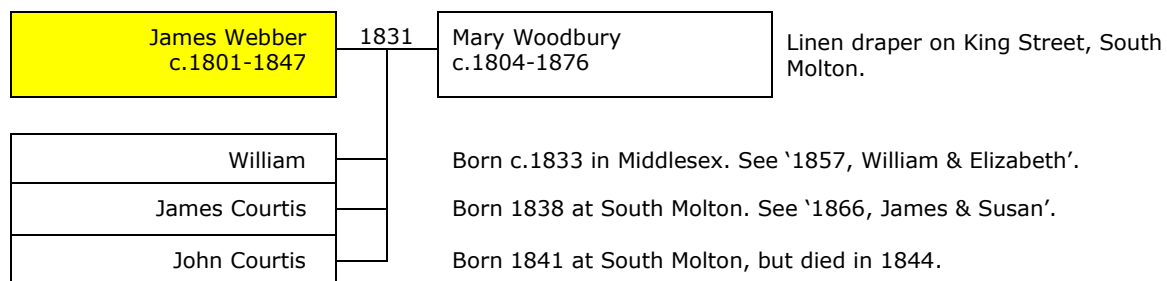 James Webber
c.1801-1847
1831
Mary Woodbury
c.1804-1876
Linen draper on King Street, South
Molton.
William
Born c.1833 in Middlesex. See ‘1857, William & Elizabeth’.
James Courtis
Born 1838 at South Molton. See ‘1866, James & Susan’.
John Courtis
Born 1841 at South Molton, but died in 1844.